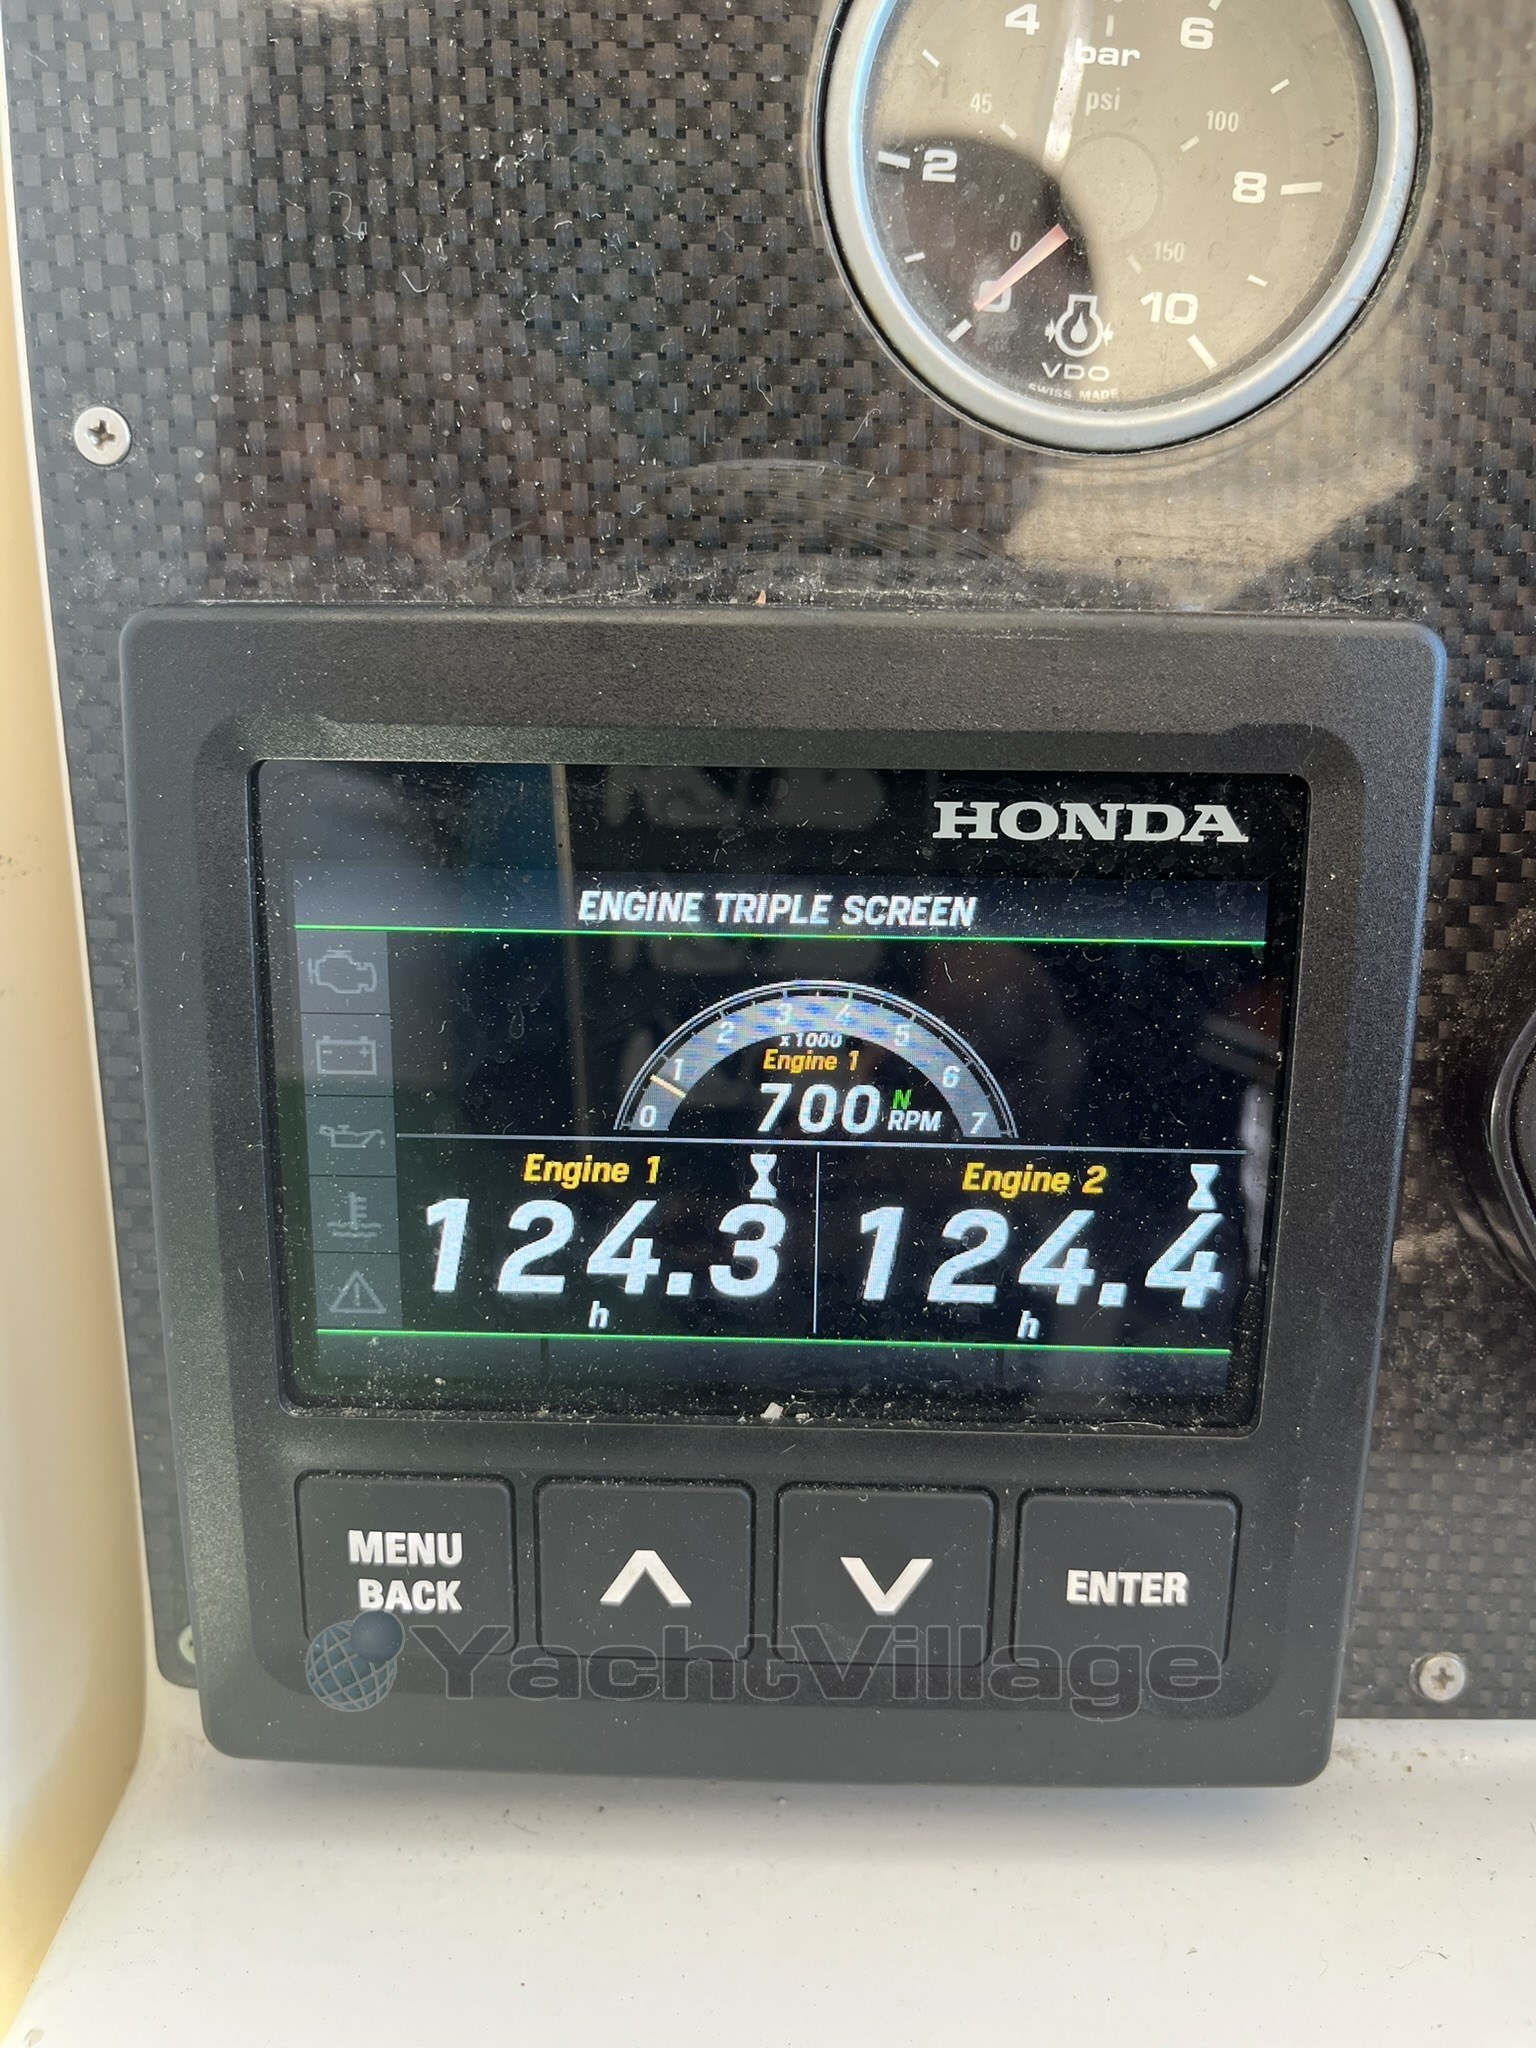 4 6
bar
psi
45 100
2 8
0 150
0 10
VDO
SWISS MADE
HONDA
ENGINE TRIPLE SCREEN
0 1 2 3 4 5 6 7
x 1000
Engine 1
700 N RPM
Engine 1 Engine 2
124.3 124.4
h h
MENU
BACK
ENTER
YachtVillage